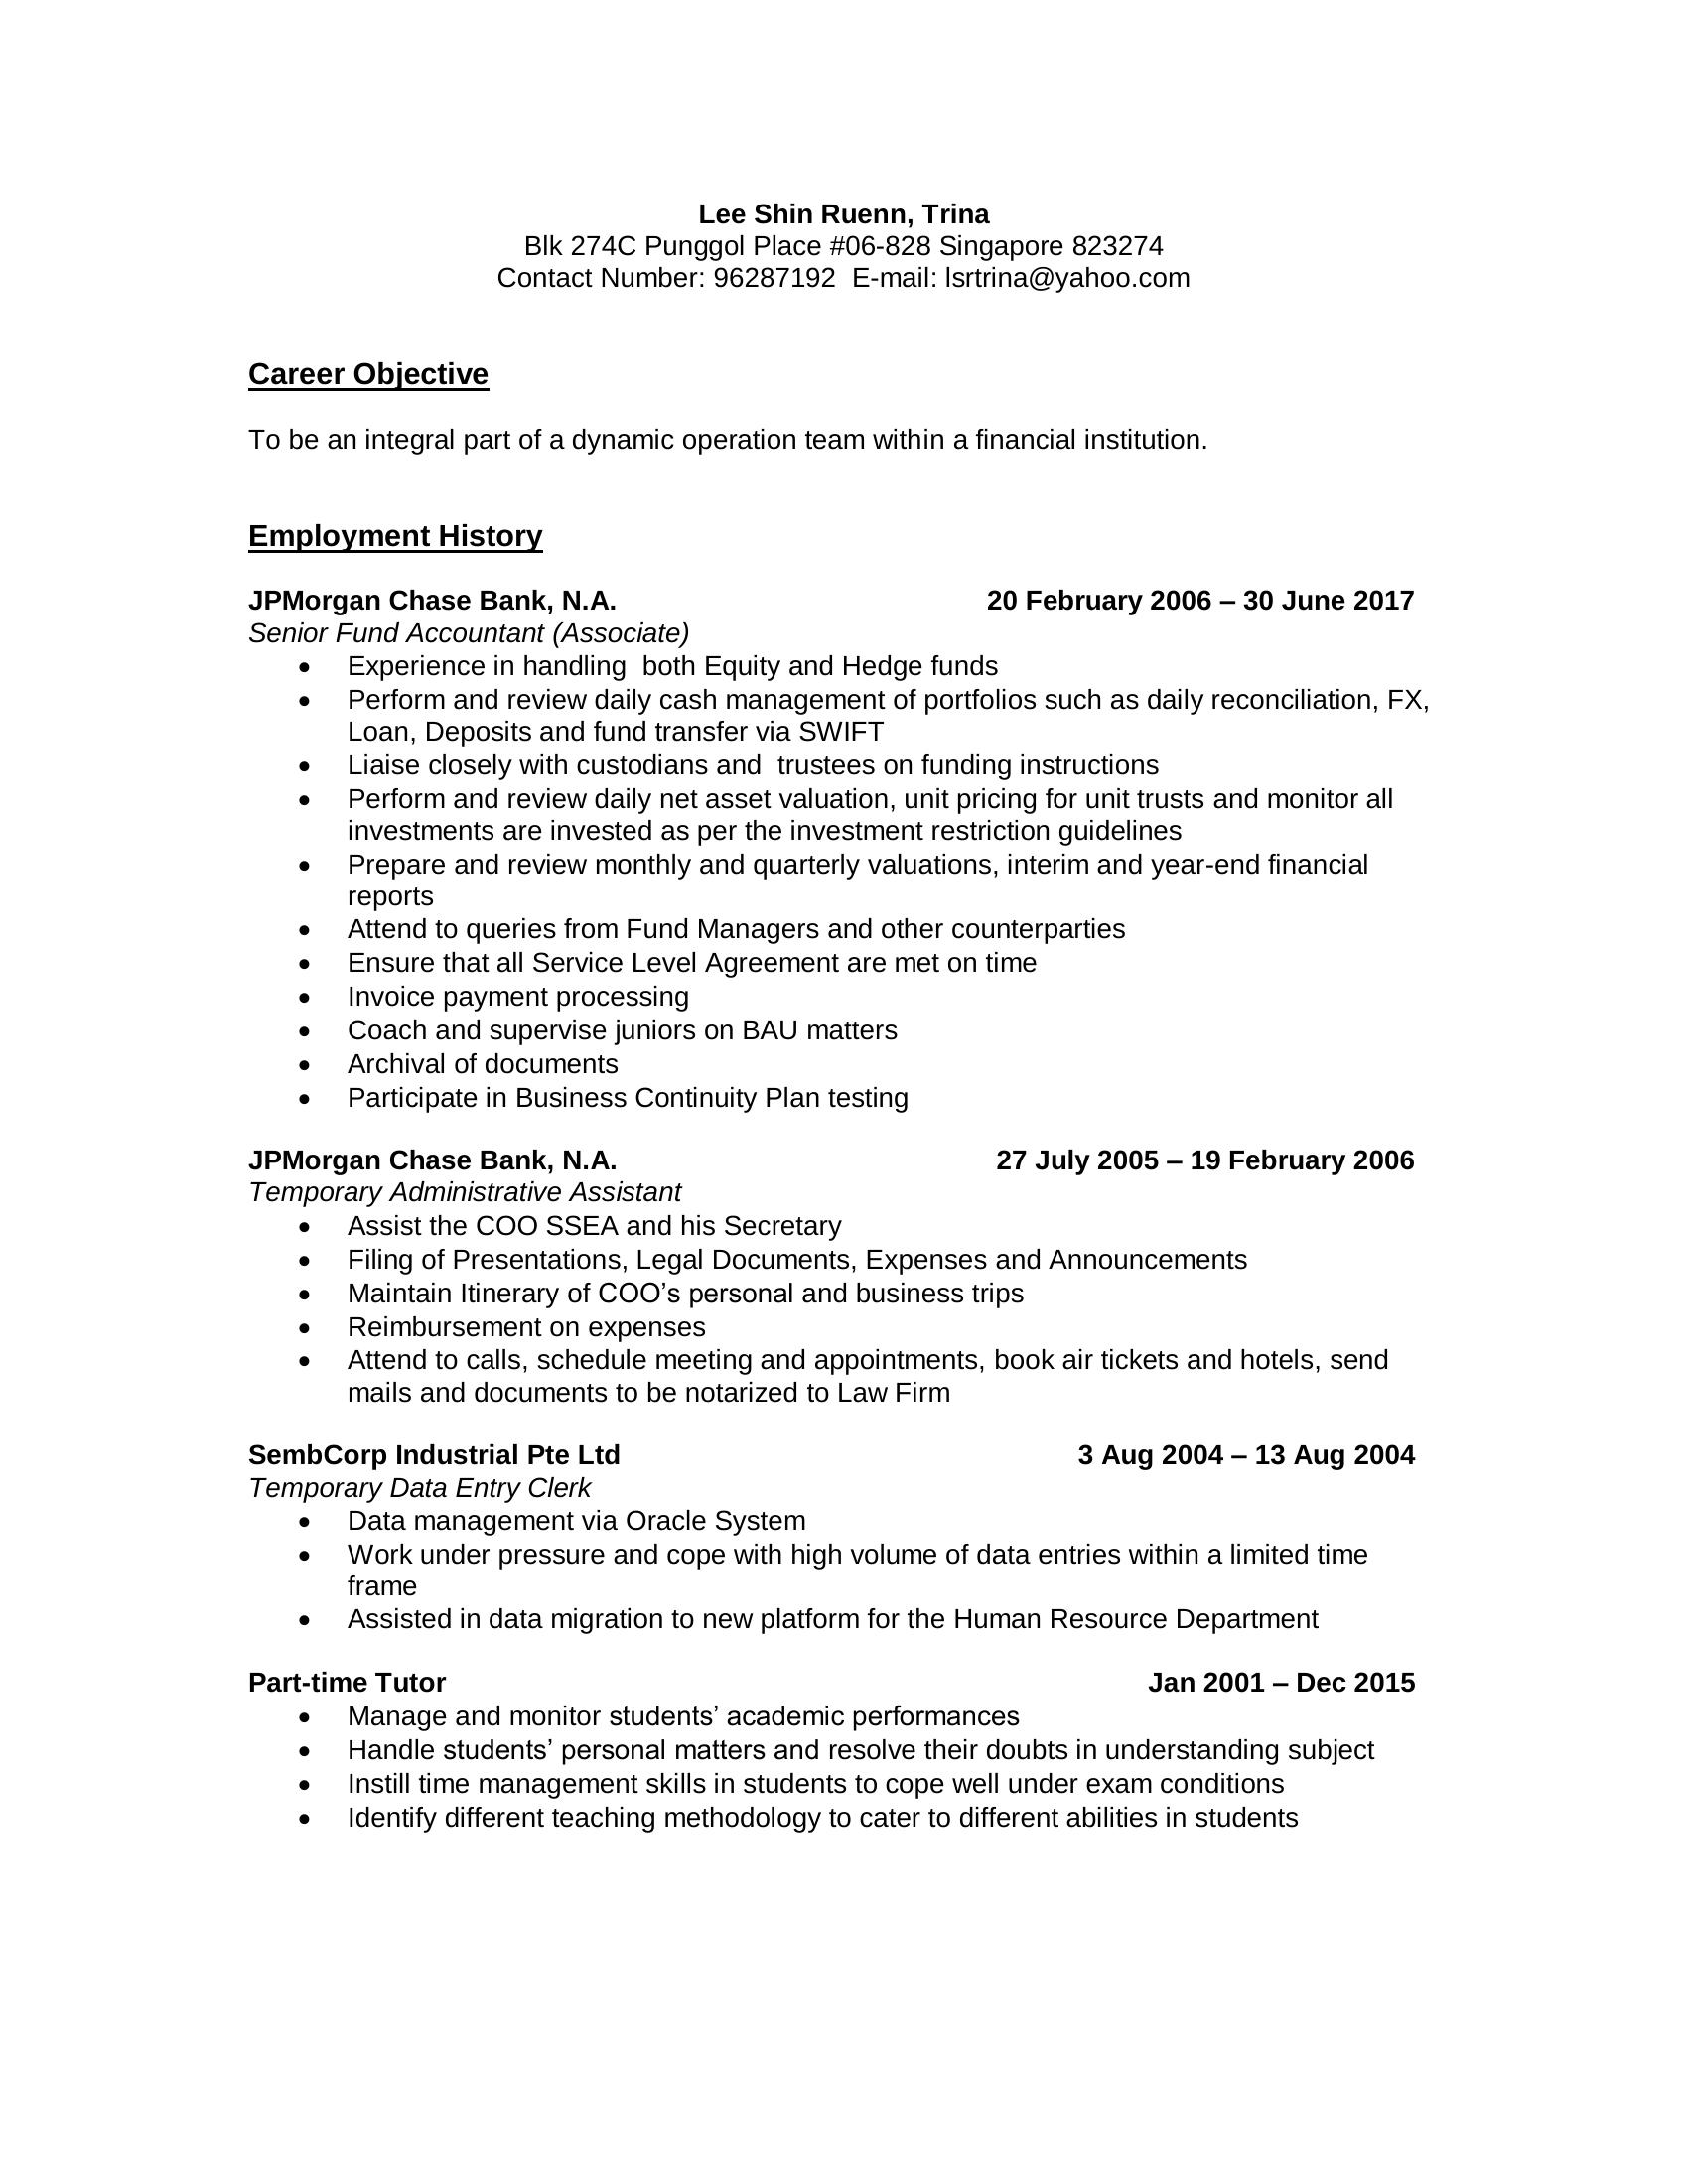 Lee Shin Ruenn, Trina
Blk 274C Punggol Place #06-828 Singapore 823274
Contact Number: 96287192  E-mail: lsrtrina@yahoo.com
Career Objective
To be an integral part of a dynamic operation team within a financial institution.
Employment History
JPMorgan Chase Bank, N.A. 20 February 2006 – 30 June 2017
Senior Fund Accountant (Associate)
• Experience in handling  both Equity and Hedge funds
• Perform and review daily cash management of portfolios such as daily reconciliation, FX,
Loan, Deposits and fund transfer via SWIFT
• Liaise closely with custodians and  trustees on funding instructions
• Perform and review daily net asset valuation, unit pricing for unit trusts and monitor all
investments are invested as per the investment restriction guidelines
• Prepare and review monthly and quarterly valuations, interim and year-end financial
reports
• Attend to queries from Fund Managers and other counterparties
• Ensure that all Service Level Agreement are met on time
• Invoice payment processing
• Coach and supervise juniors on BAU matters
• Archival of documents
• Participate in Business Continuity Plan testing
JPMorgan Chase Bank, N.A. 27 July 2005 – 19 February 2006
Temporary Administrative Assistant
• Assist the COO SSEA and his Secretary
• Filing of Presentations, Legal Documents, Expenses and Announcements
• Maintain Itinerary of COO’s personal and business trips
• Reimbursement on expenses
• Attend to calls, schedule meeting and appointments, book air tickets and hotels, send
mails and documents to be notarized to Law Firm
SembCorp Industrial Pte Ltd 3 Aug 2004 – 13 Aug 2004
Temporary Data Entry Clerk
• Data management via Oracle System
• Work under pressure and cope with high volume of data entries within a limited time
frame
• Assisted in data migration to new platform for the Human Resource Department
Part-time Tutor Jan 2001 – Dec 2015
• Manage and monitor students’ academic performances
• Handle students’ personal matters and resolve their doubts in understanding subject
• Instill time management skills in students to cope well under exam conditions
• Identify different teaching methodology to cater to different abilities in students